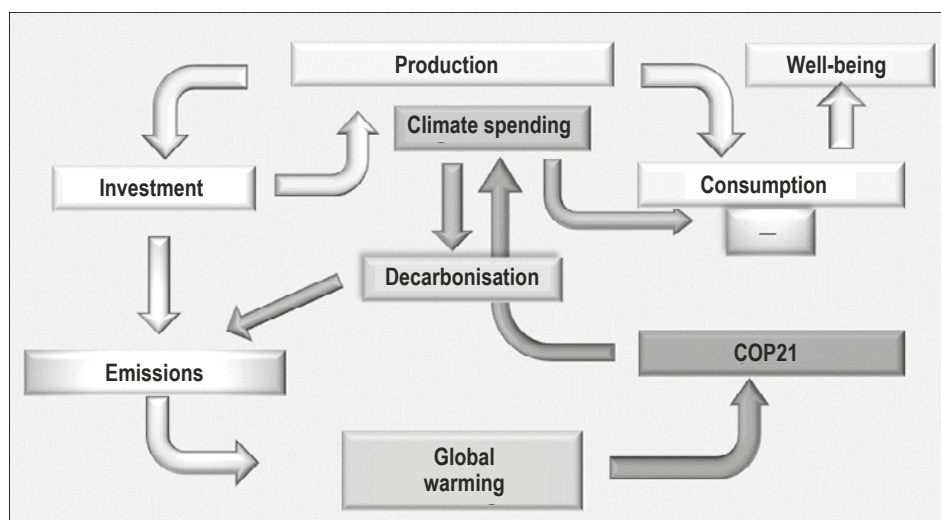 Production
Well-being
Climate spending
Investment
Consumption
—
Decarbonisation
COP21
Emissions
Global
warming